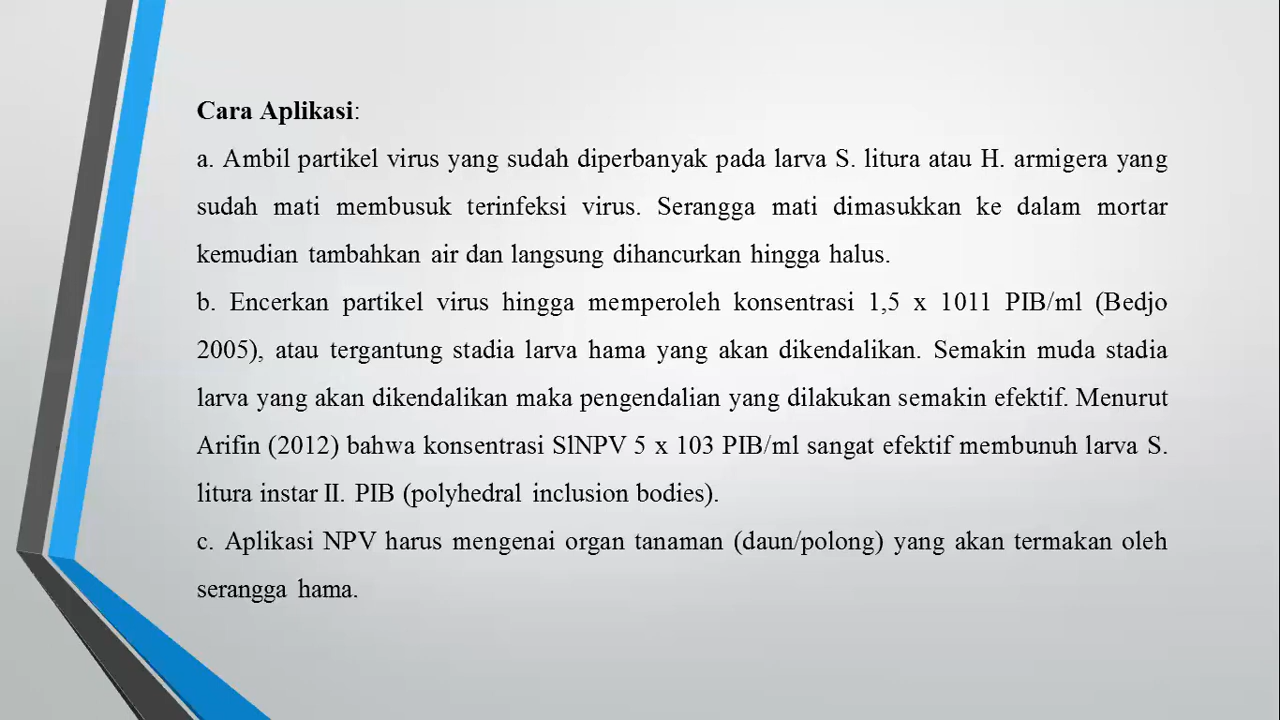 Cara Aplikasi:
a. Ambil partikel virus yang sudah diperbanyak pada larva S. litura atau H. armigera yang
sudah mati membusuk terinfeksi virus. Serangga mati dimasukkan ke dalam mortar
kemudian tambahkan air dan langsung dihancurkan hingga halus.
b. Encerkan partikel virus hingga memperoleh konsentrasi 1,5 x 1011 PIB/ml (Bedjo
2005), atau tergantung stadia larva hama yang akan dikendalikan. Semakin muda stadia
larva yang akan dikendalikan maka pengendalian yang dilakukan semakin efektif. Menurut
Arifin (2012) bahwa konsentrasi SlNPV 5 x 103 PIB/ml sangat efektif membunuh larva S.
litura instar II. PIB (polyhedral inclusion bodies).
c. Aplikasi NPV harus mengenai organ tanaman (daun/polong) yang akan termakan oleh
serangga hama.